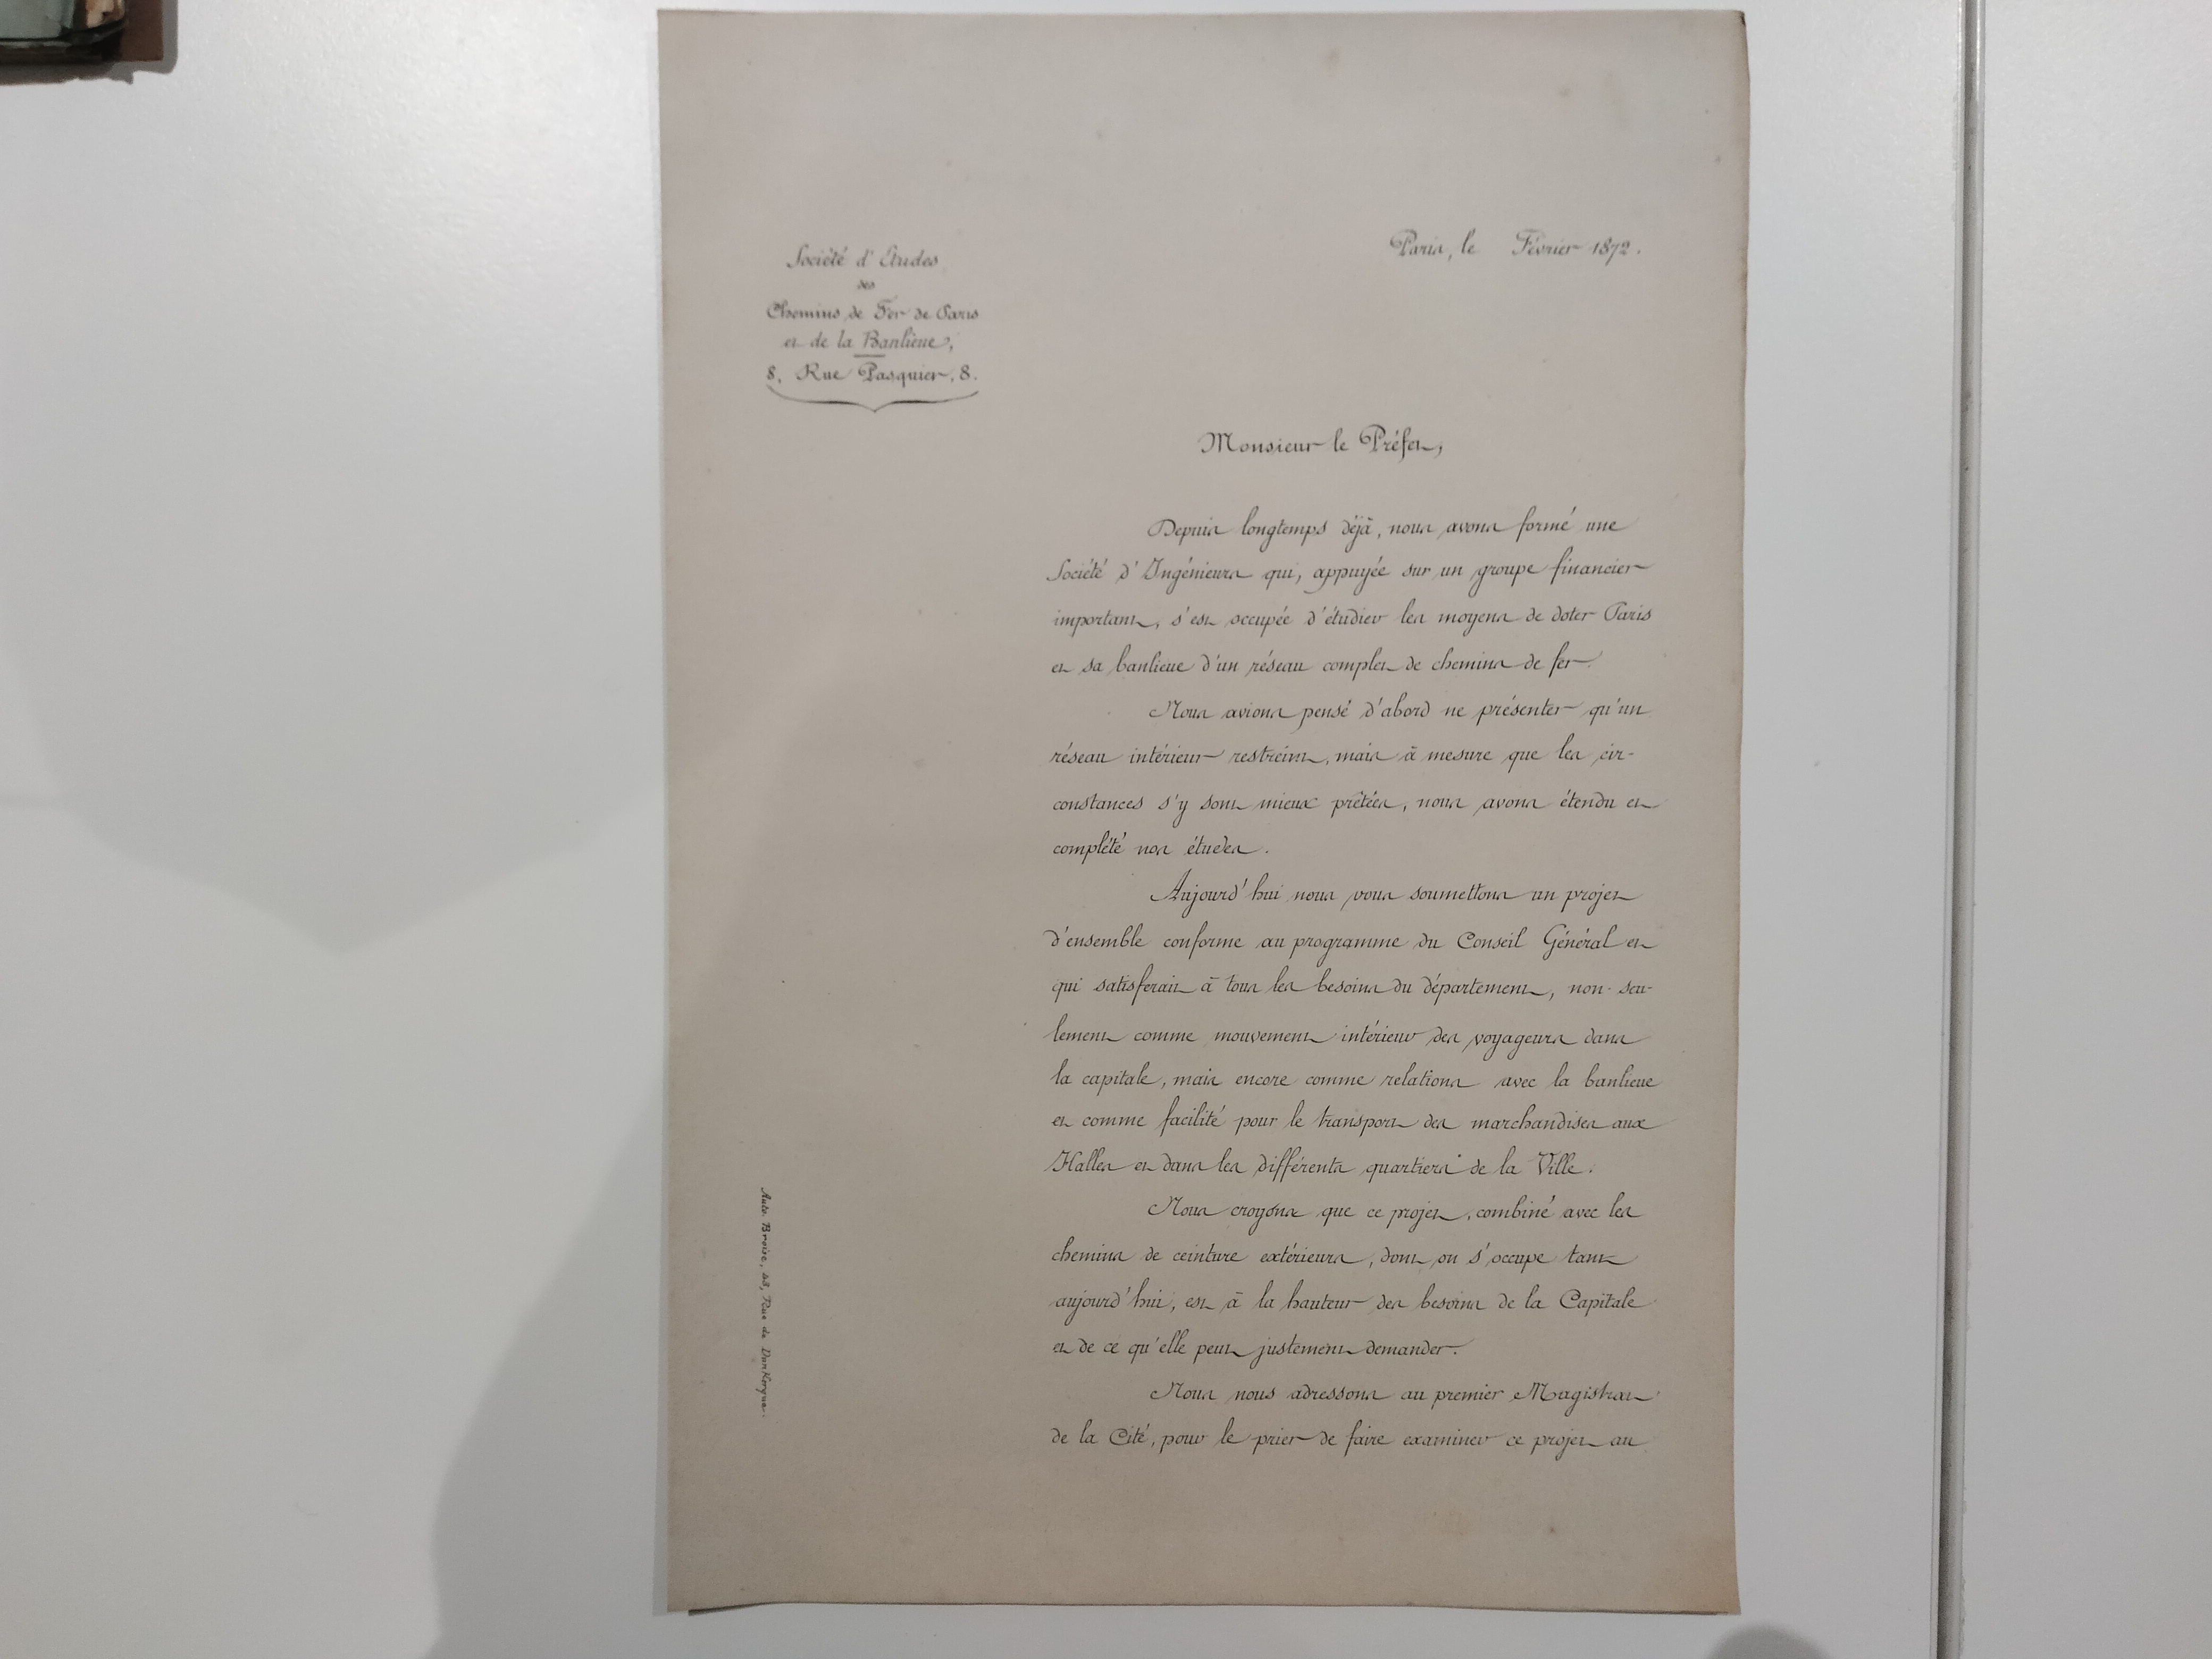 Société d'Études
des
Chemins de Fer de Paris
et de la Banlieue,
8, Rue Pasquier, 8.
Paris, le Février 1872.
Monsieur le Préfet,
Depuis longtemps déjà, nous avons formé une
Société d'Ingénieurs qui, appuyée sur un groupe financier
important, s'est occupée d'étudier les moyens de doter Paris
et sa banlieue d'un réseau complet de chemins de fer.
Nous avions pensé d'abord ne présenter qu'un
réseau intérieur restreint, mais à mesure que les cir-
constances s'y sont mieux prêtées, nous avons étendu et
complété nos études.
Aujourd'hui nous vous soumettons un projet
d'ensemble conforme au programme du Conseil Général et
qui satisferait à tous les besoins du département, non-seu-
lement comme mouvement intérieur des voyageurs dans
la capitale, mais encore comme relations avec la banlieue
et comme facilité pour le transport des marchandises aux
Halles et dans les différents quartiers de la Ville.
Nous croyons que ce projet, combiné avec les
chemins de ceinture extérieurs, dont on s'occupe tant
aujourd'hui, est à la hauteur des besoins de la Capitale
et de ce qu'elle peut justement demander.
Nous nous adressons au premier Magistrat
de la Cité, pour le prier de faire examiner ce projet au
Auto. Broise, 43, Rue de Dunkerque.